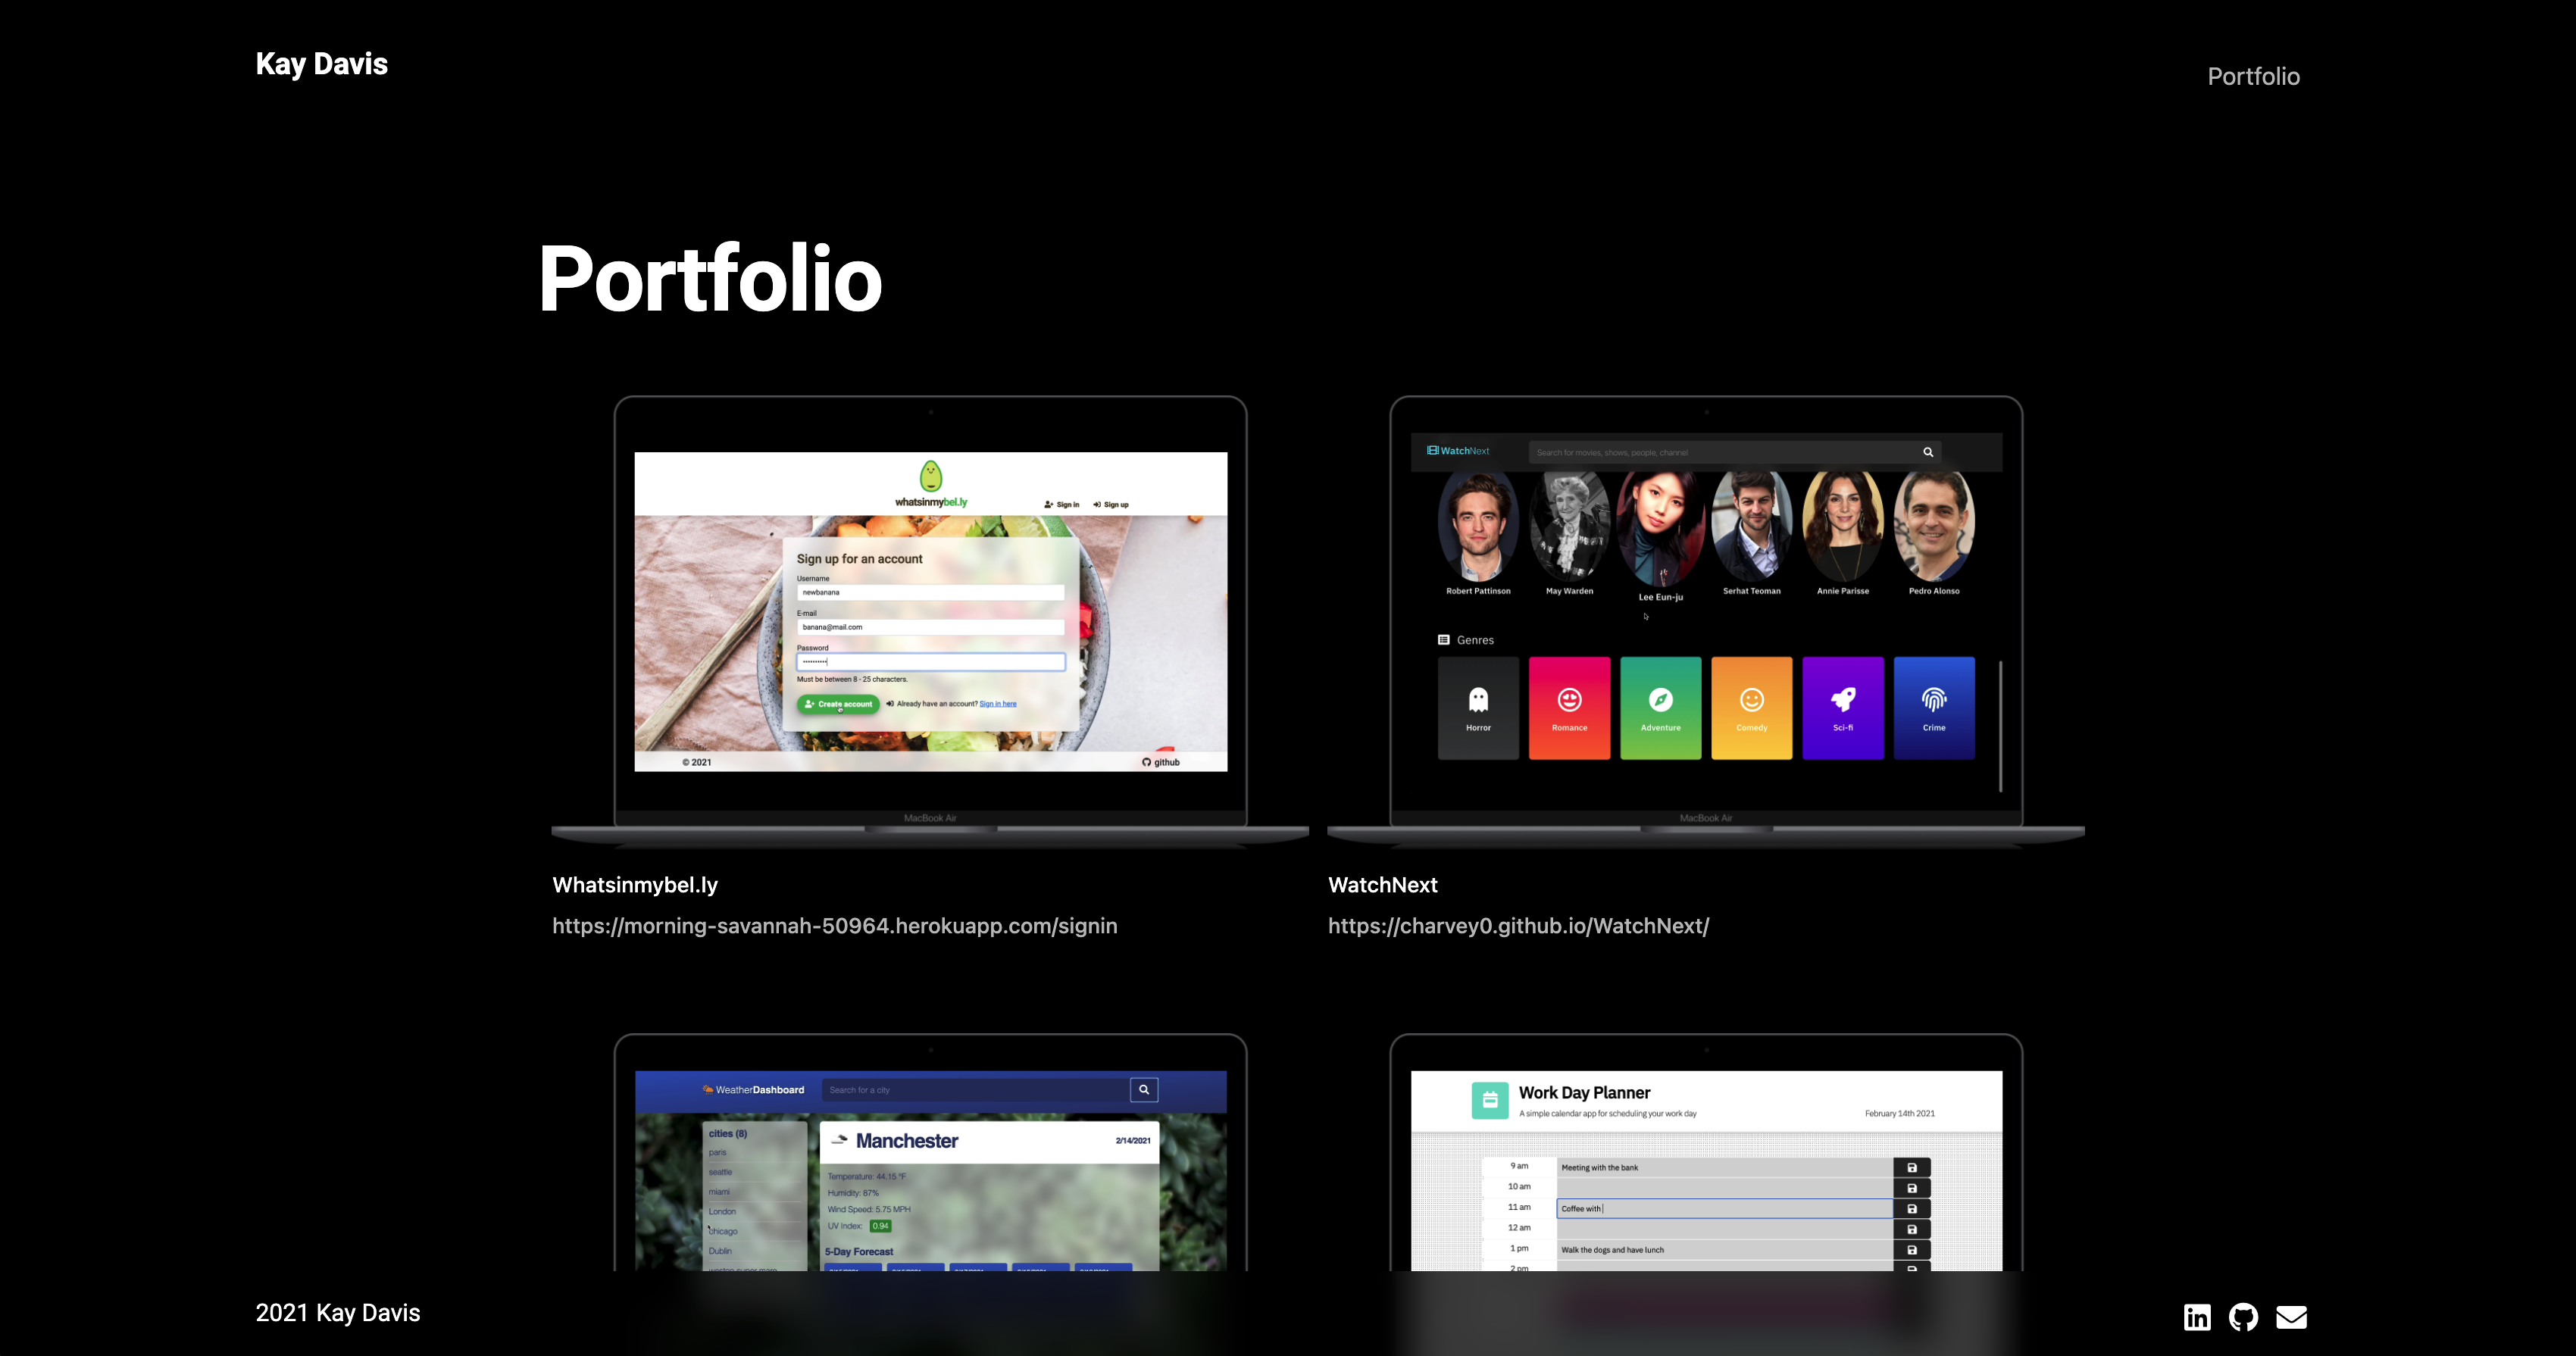 Kay Davis
Portfolio
Portfolio
whatsinmybel.ly
Sign in
Sign up
Sign up for an account
Username
newbanana
E-mail
banana@mail.com
Password
Must be between 8 - 25 characters.
Create account
Already have an account? Sign in here
© 2021
github
MacBook Air
WatchNext
Search for movies, shows, people, channel
Robert Pattinson
May Warden
Lee Eun-ju
Serhat Teoman
Annie Parisse
Pedro Alonso
Genres
Horror
Romance
Adventure
Comedy
Sci-fi
Crime
MacBook Air
Whatsinmybel.ly
https://morning-savannah-50964.herokuapp.com/signin
WatchNext
https://charvey0.github.io/WatchNext/
WeatherDashboard
Search for a city
cities (8)
paris
seattle
miami
London
chicago
Dublin
Manchester
2/14/2021
Temperature: 44.15 °F
Humidity: 87%
Wind Speed: 5.75 MPH
UV Index: 0.94
5-Day Forecast
Work Day Planner
A simple calendar app for scheduling your work day
February 14th 2021
9 am Meeting with the bank
10 am
11 am Coffee with
12 am
1 pm Walk the dogs and have lunch
2 pm
2021 Kay Davis
in